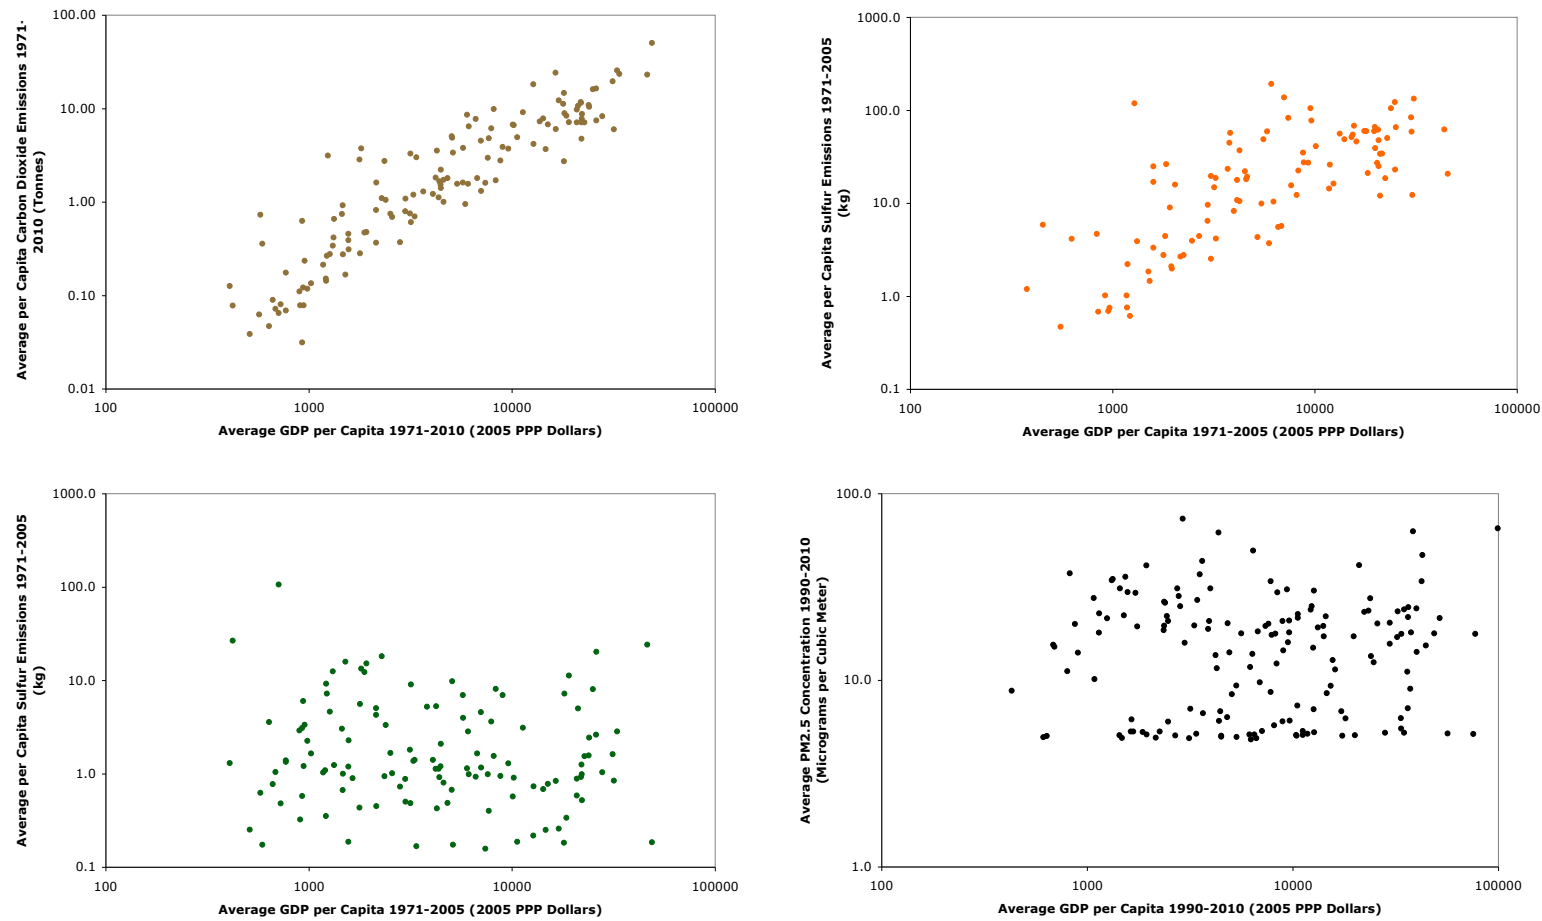 100.00
10.00
1.00
0.10
0.01
100
1000
10000
100000
Average per Capita Carbon Dioxide Emissions 1971-
2010 (Tonnes)
Average GDP per Capita 1971-2010 (2005 PPP Dollars)
1000.0
100.0
10.0
1.0
0.1
100
1000
10000
100000
Average per Capita Sulfur Emissions 1971-2005
(kg)
Average GDP per Capita 1971-2005 (2005 PPP Dollars)
1000.0
100.0
10.0
1.0
0.1
100
1000
10000
100000
Average per Capita Sulfur Emissions 1971-2005
(kg)
Average GDP per Capita 1971-2005 (2005 PPP Dollars)
100.0
10.0
1.0
100
1000
10000
100000
Average PM2.5 Concentration 1990-2010
(Micrograms per Cubic Meter)
Average GDP per Capita 1990-2010 (2005 PPP Dollars)